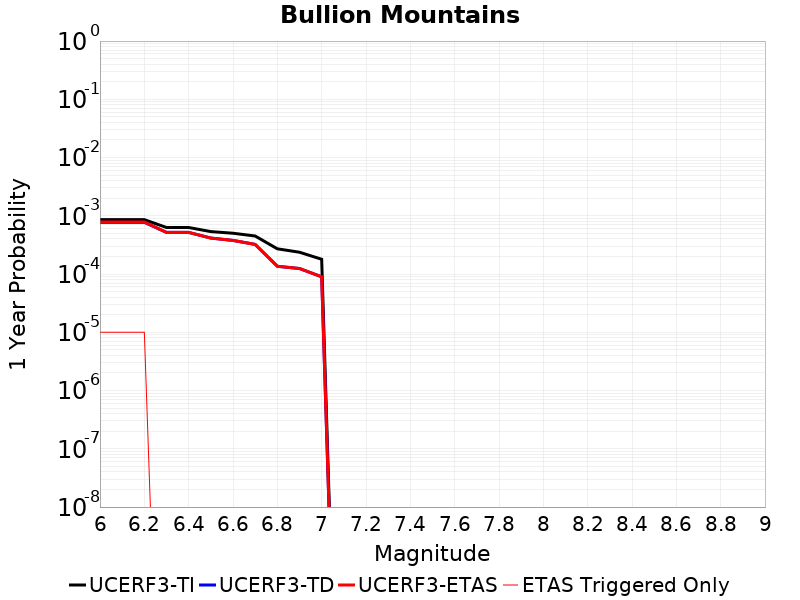 Bullion Mountains
1 Year Probability
10^0
10^-1
10^-2
10^-3
10^-4
10^-5
10^-6
10^-7
10^-8
6 6.2 6.4 6.6 6.8 7 7.2 7.4 7.6 7.8 8 8.2 8.4 8.6 8.8 9
Magnitude
UCERF3-TI UCERF3-TD UCERF3-ETAS ETAS Triggered Only